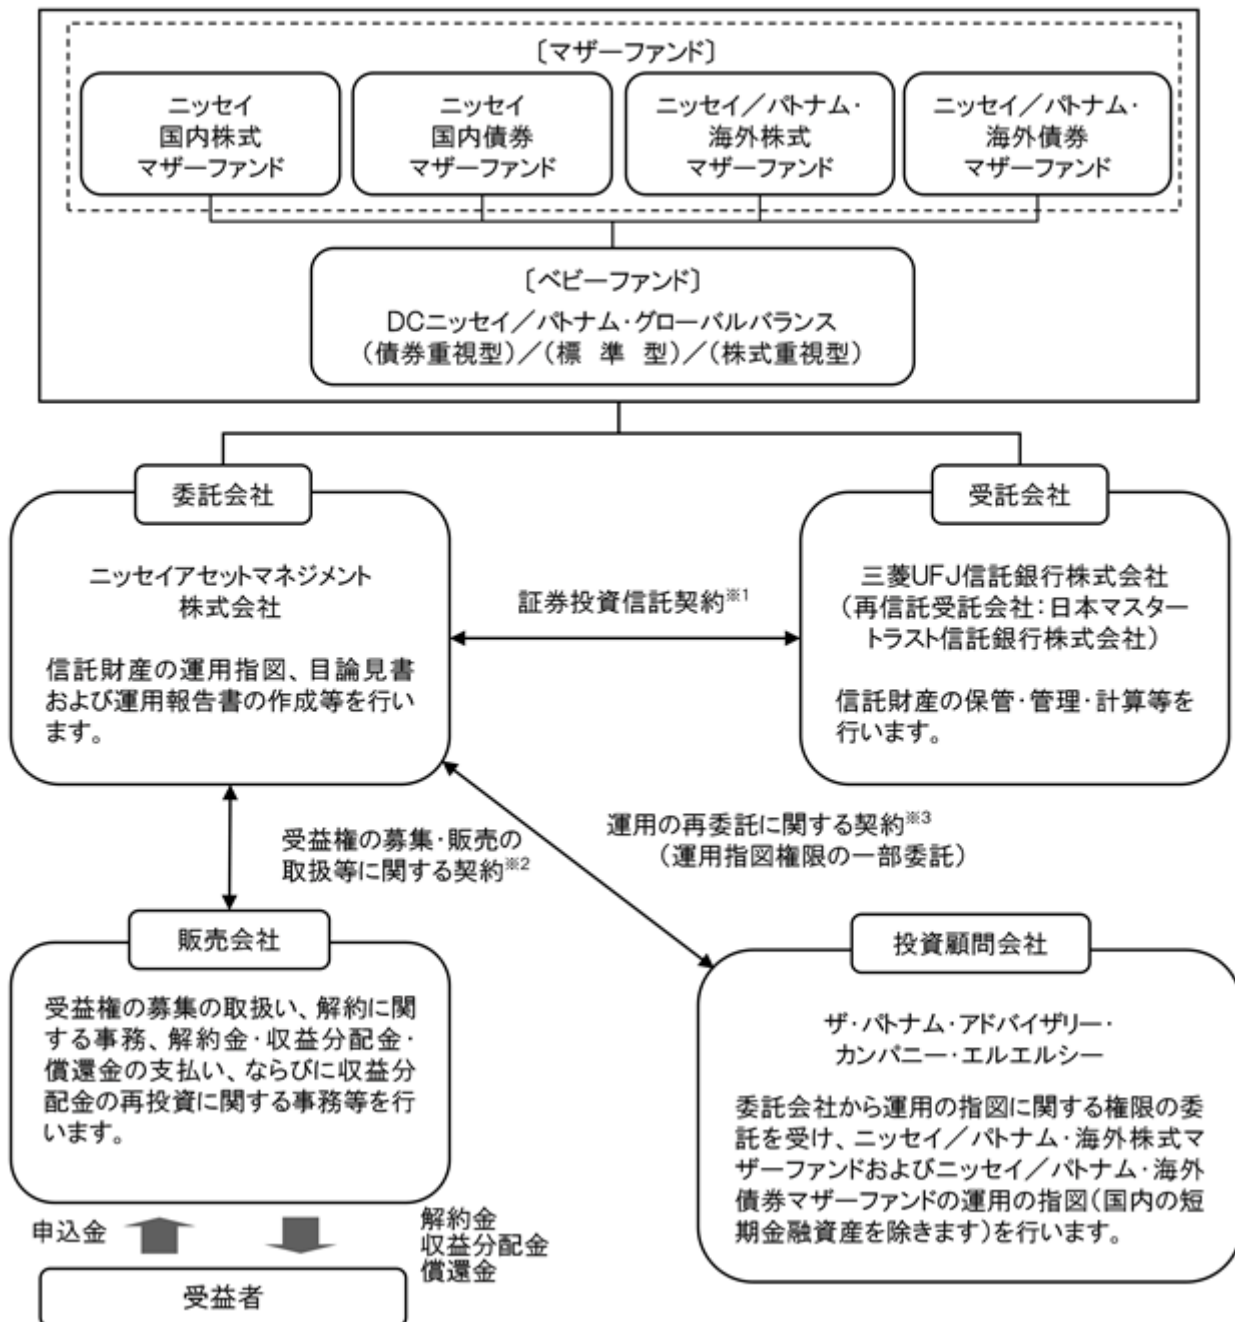 〔マザーファンド〕
ニッセイ
国内株式
マザーファンド
ニッセイ
国内債券
マザーファンド
ニッセイ／パトナム・
海外株式
マザーファンド
ニッセイ／パトナム・
海外債券
マザーファンド
〔ベビーファンド〕
DCニッセイ／パトナム・グローバルバランス
（債券重視型）／（標 準 型）／（株式重視型）
委託会社
ニッセイアセットマネジメント
株式会社
信託財産の運用指図、目論見書
および運用報告書の作成等を行い
ます。
証券投資信託契約※1
受託会社
三菱UFJ信託銀行株式会社
（再信託受託会社：日本マスター
トラスト信託銀行株式会社）
信託財産の保管・管理・計算等を
行います。
受益権の募集・販売の
取扱等に関する契約※2
運用の再委託に関する契約※3
（運用指図権限の一部委託）
販売会社
受益権の募集の取扱い、解約に関
する事務、解約金・収益分配金・
償還金の支払い、ならびに収益分
配金の再投資に関する事務等を行
います。
投資顧問会社
ザ・パトナム・アドバイザリー・
カンパニー・エルエルシー
委託会社から運用の指図に関する権限の委
託を受け、ニッセイ／パトナム・海外株式マ
ザーファンドおよびニッセイ／パトナム・海外
債券マザーファンドの運用の指図（国内の短
期金融資産を除きます）を行います。
申込金
解約金
収益分配金
償還金
受益者